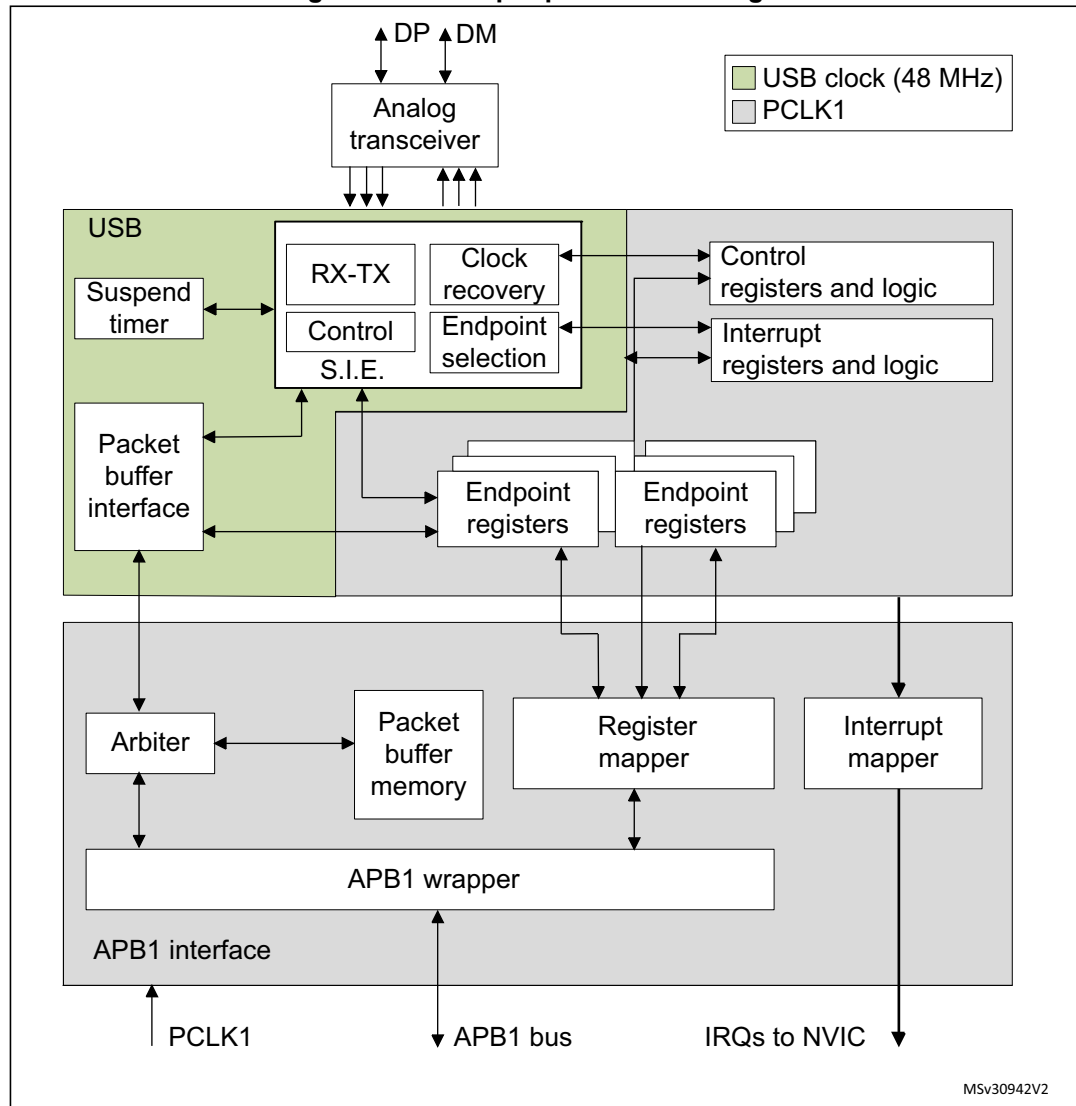 DP DM
Analog
transceiver
USB clock (48 MHz)
PCLK1
USB
RX-TX
Clock
recovery
Suspend
timer
Control
Endpoint
selection
S.I.E.
Control
registers and logic
Interrupt
registers and logic
Packet
buffer
interface
Endpoint
registers
Endpoint
registers
Arbiter
Packet
buffer
memory
Register
mapper
Interrupt
mapper
APB1 wrapper
APB1 interface
PCLK1
APB1 bus
IRQs to NVIC
MSv30942V2